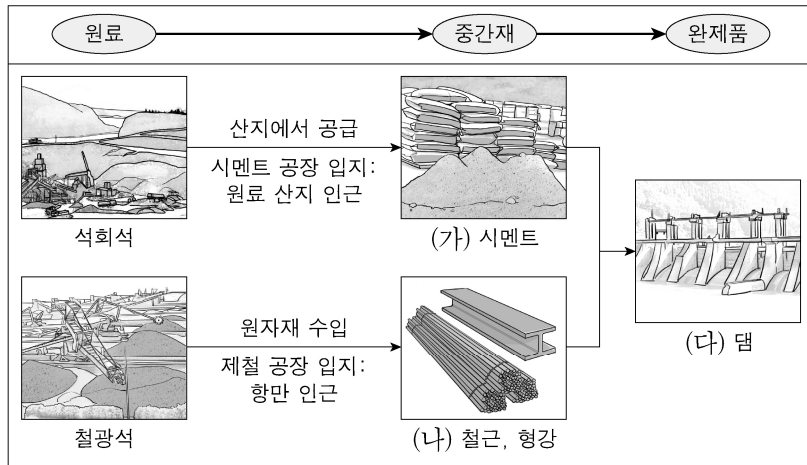 원료
중간재
완제품
산지에서 공급
시멘트 공장 입지:
원료 산지 인근
석회석
(가) 시멘트
원자재 수입
제철 공장 입지:
항만 인근
철광석
(나) 철근, 형강
(다) 댐